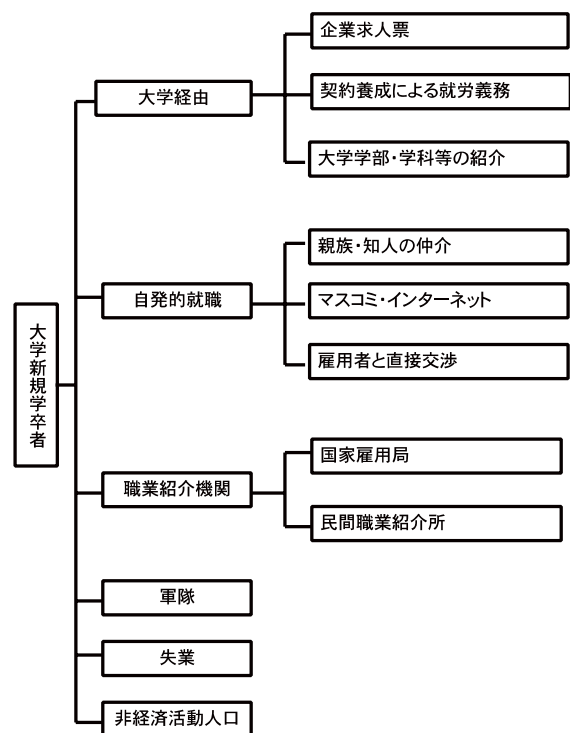 大学新規学卒者
大学経由
企業求人票
契約養成による就労義務
大学学部・学科等の紹介
自発的就職
親族・知人の仲介
マスコミ・インターネット
雇用者と直接交渉
職業紹介機関
国家雇用局
民間職業紹介所
軍隊
失業
非経済活動人口